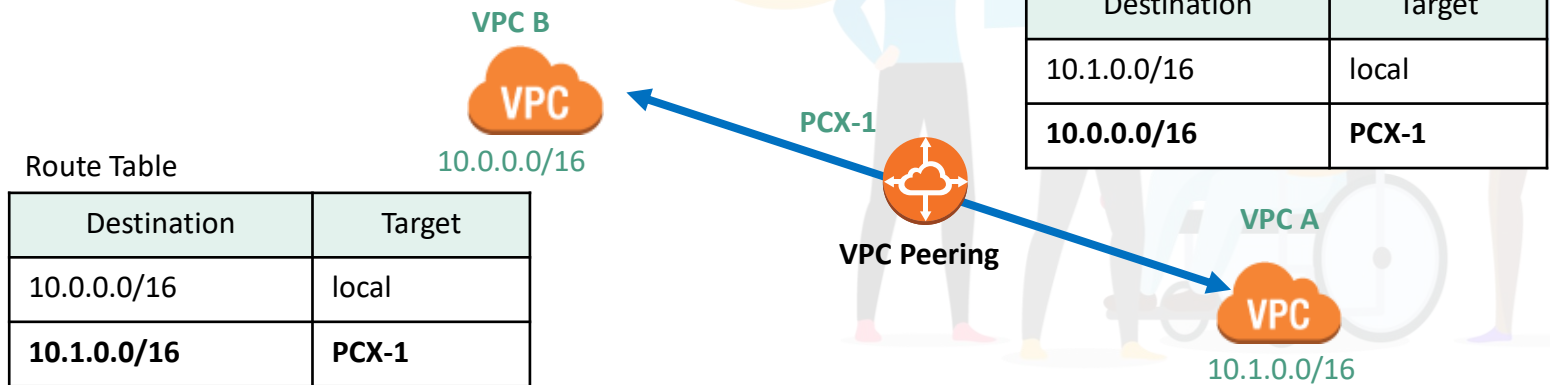 VPC B
VPC
10.0.0.0/16
Route Table
Destination Target
10.0.0.0/16 local
10.1.0.0/16 PCX-1
PCX-1
VPC Peering
Destination Target
10.1.0.0/16 local
10.0.0.0/16 PCX-1
VPC A
VPC
10.1.0.0/16